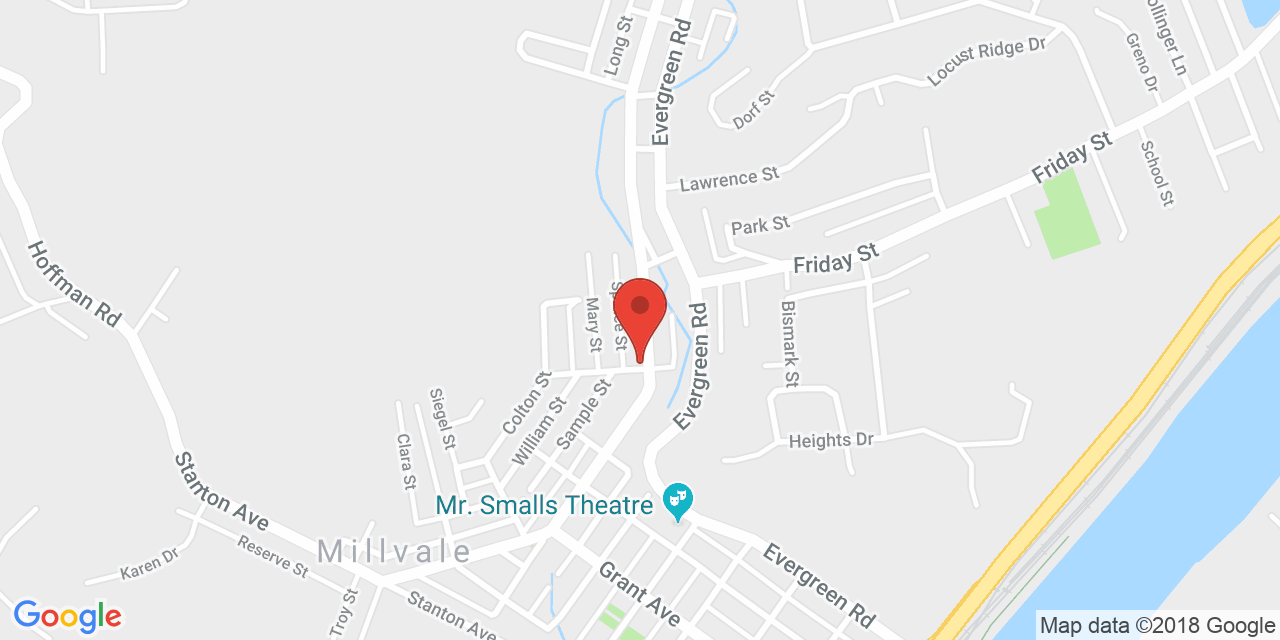 Long St
Evergreen Rd
Dorf St
Locust Ridge Dr
ollinger Ln
Greno Dr
School St
Friday St
Lawrence St
Park St
Friday St
Hoffman Rd
Mary St
Evergreen Rd
Bismark St
Colton St
William St
Sample St
Siegel St
Clara St
Heights Dr
Stanton Ave
Mr. Smalls Theatre
Millvale
Karen Dr
Reserve St
Troy St
Stanton Ave
Grant Ave
Evergreen Rd
Google
Map data ©2018 Google